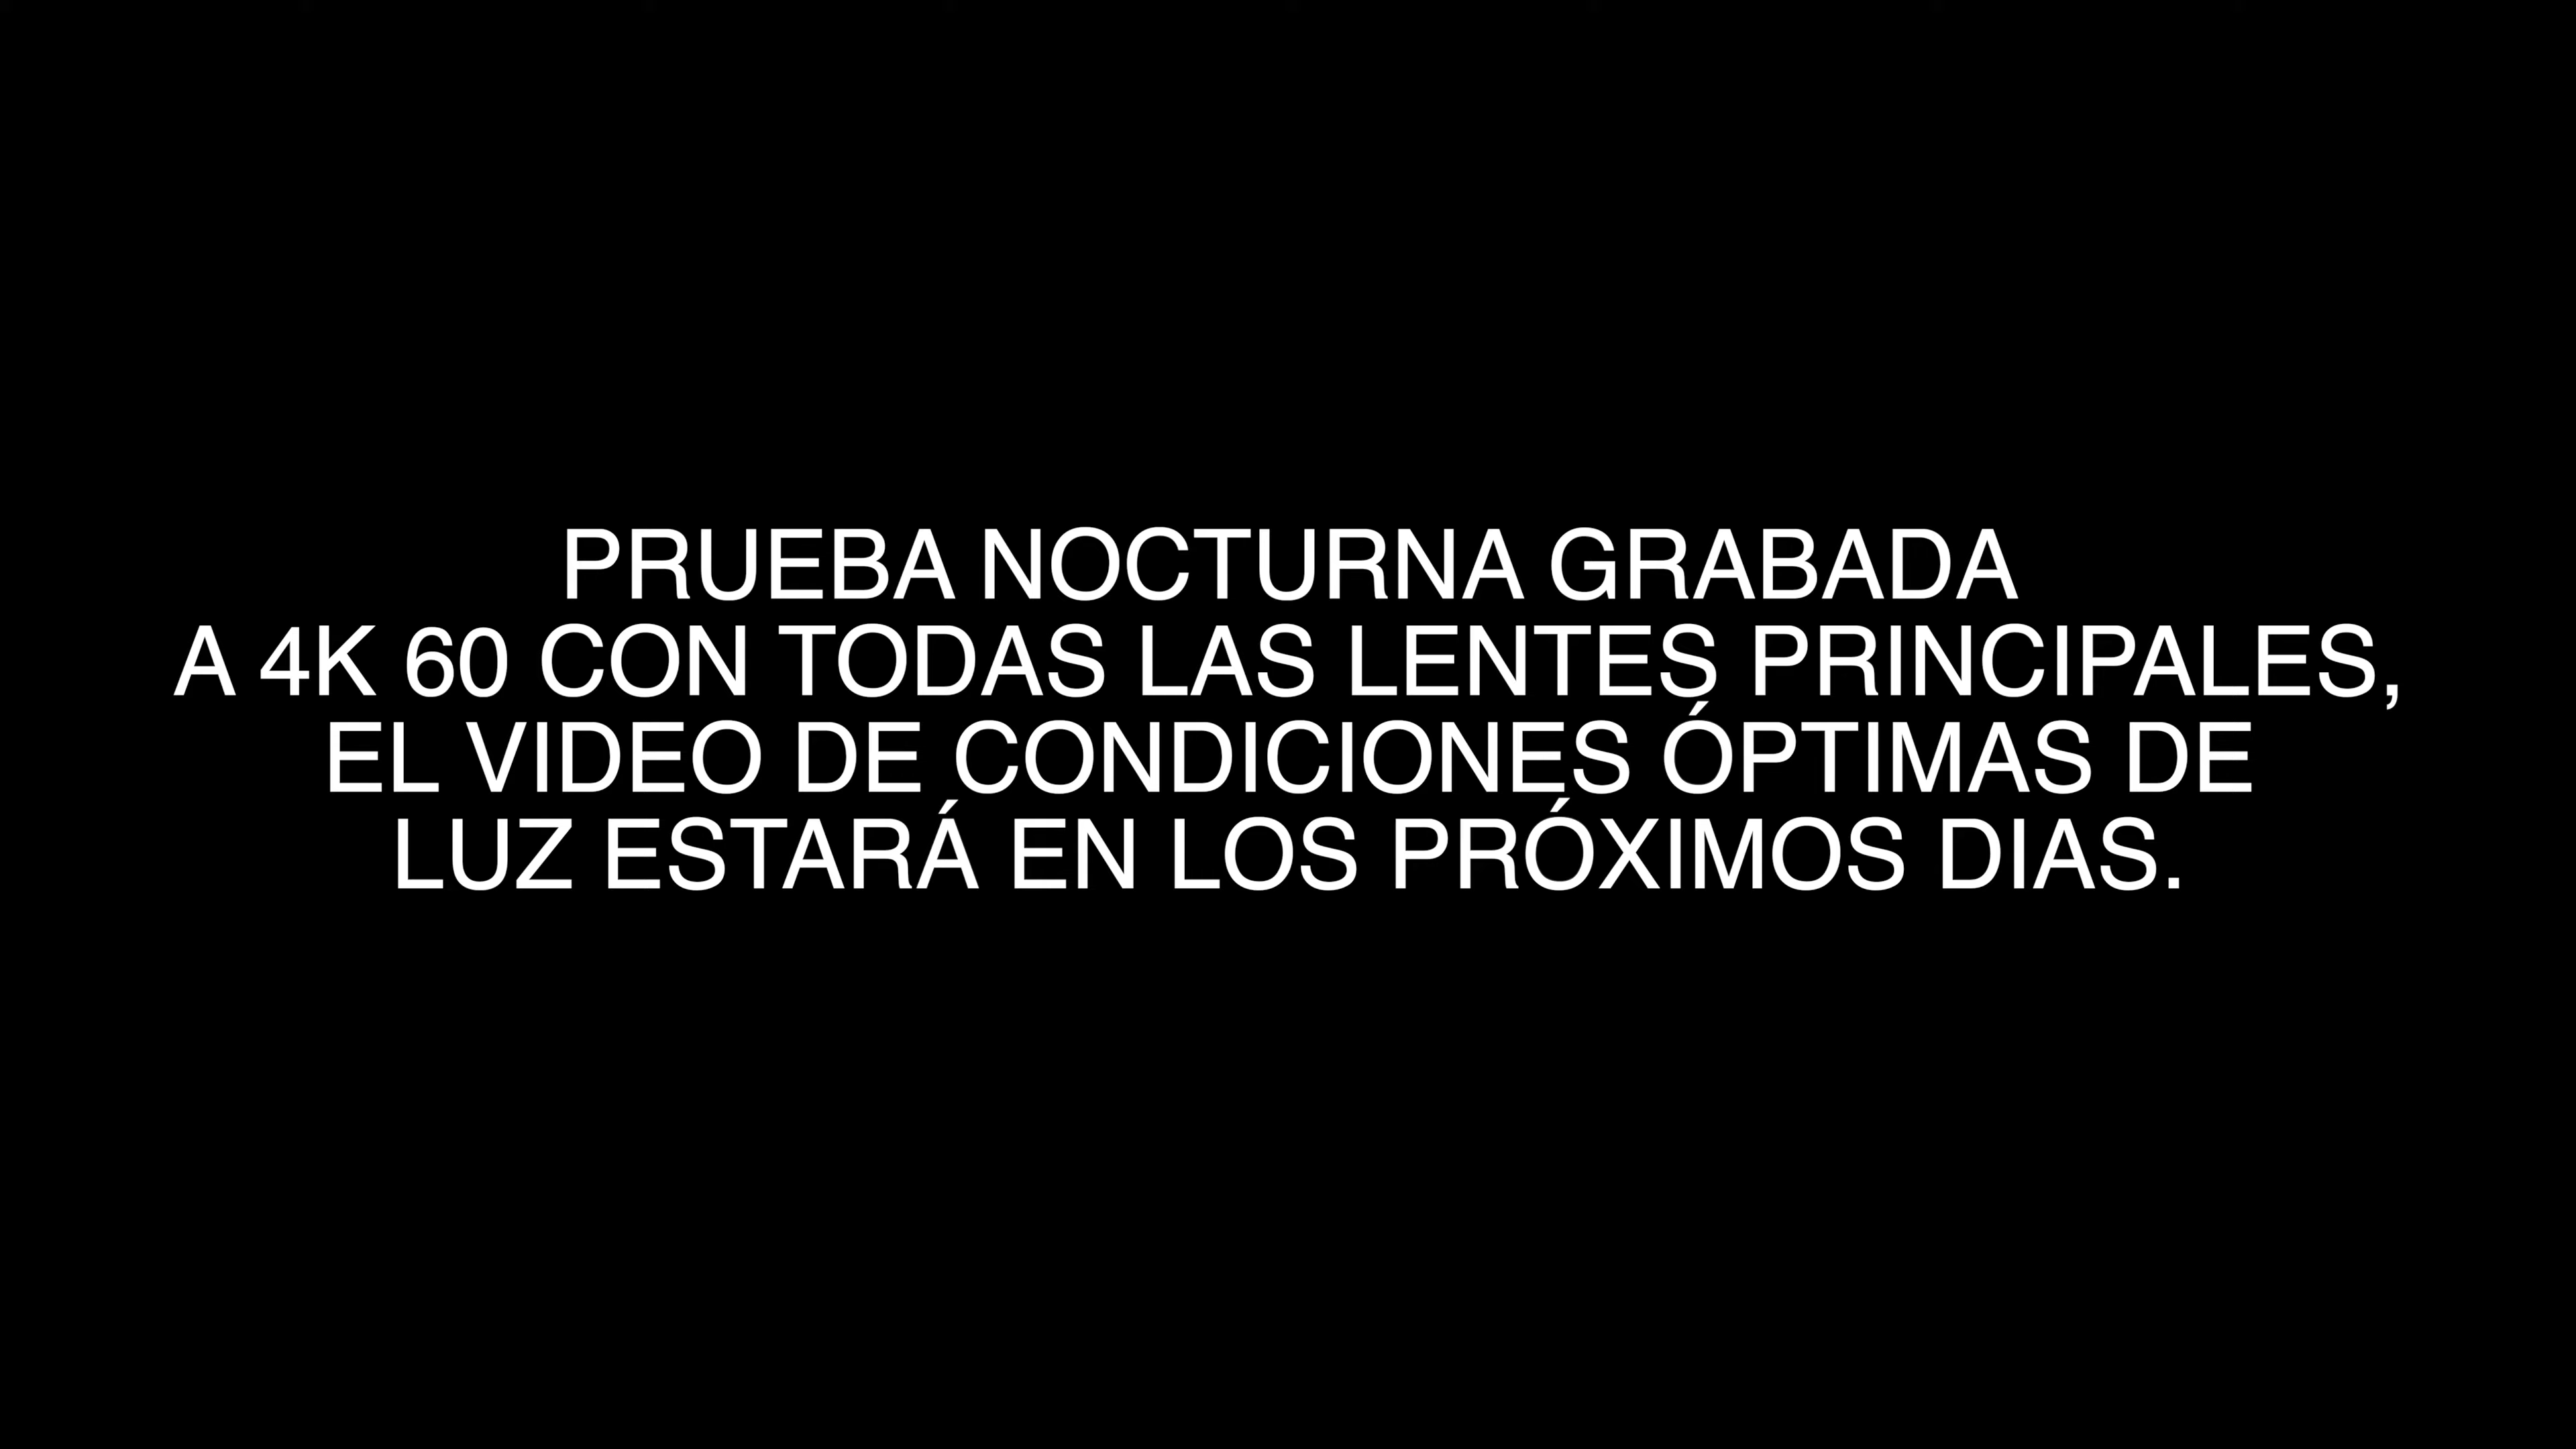 PRUEBA NOCTURNA GRABADA
A 4K 60 CON TODAS LAS LENTES PRINCIPALES,
EL VIDEO DE CONDICIONES ÓPTIMAS DE
LUZ ESTARÁ EN LOS PRÓXIMOS DIAS.